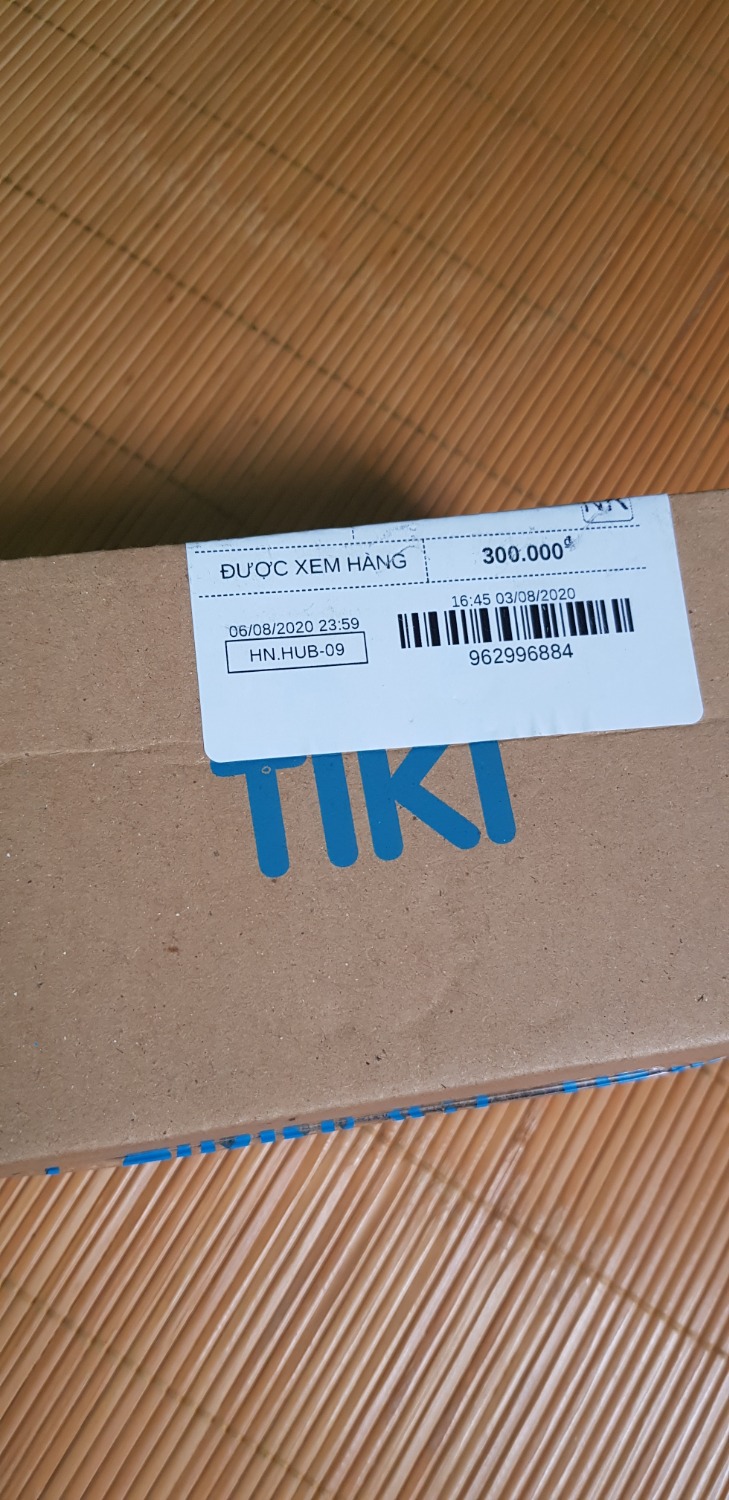 ĐƯỢC XEM HÀNG
300.000đ
06/08/2020 23:59
HN.HUB-09
16:45 03/08/2020
962996884
TIKI